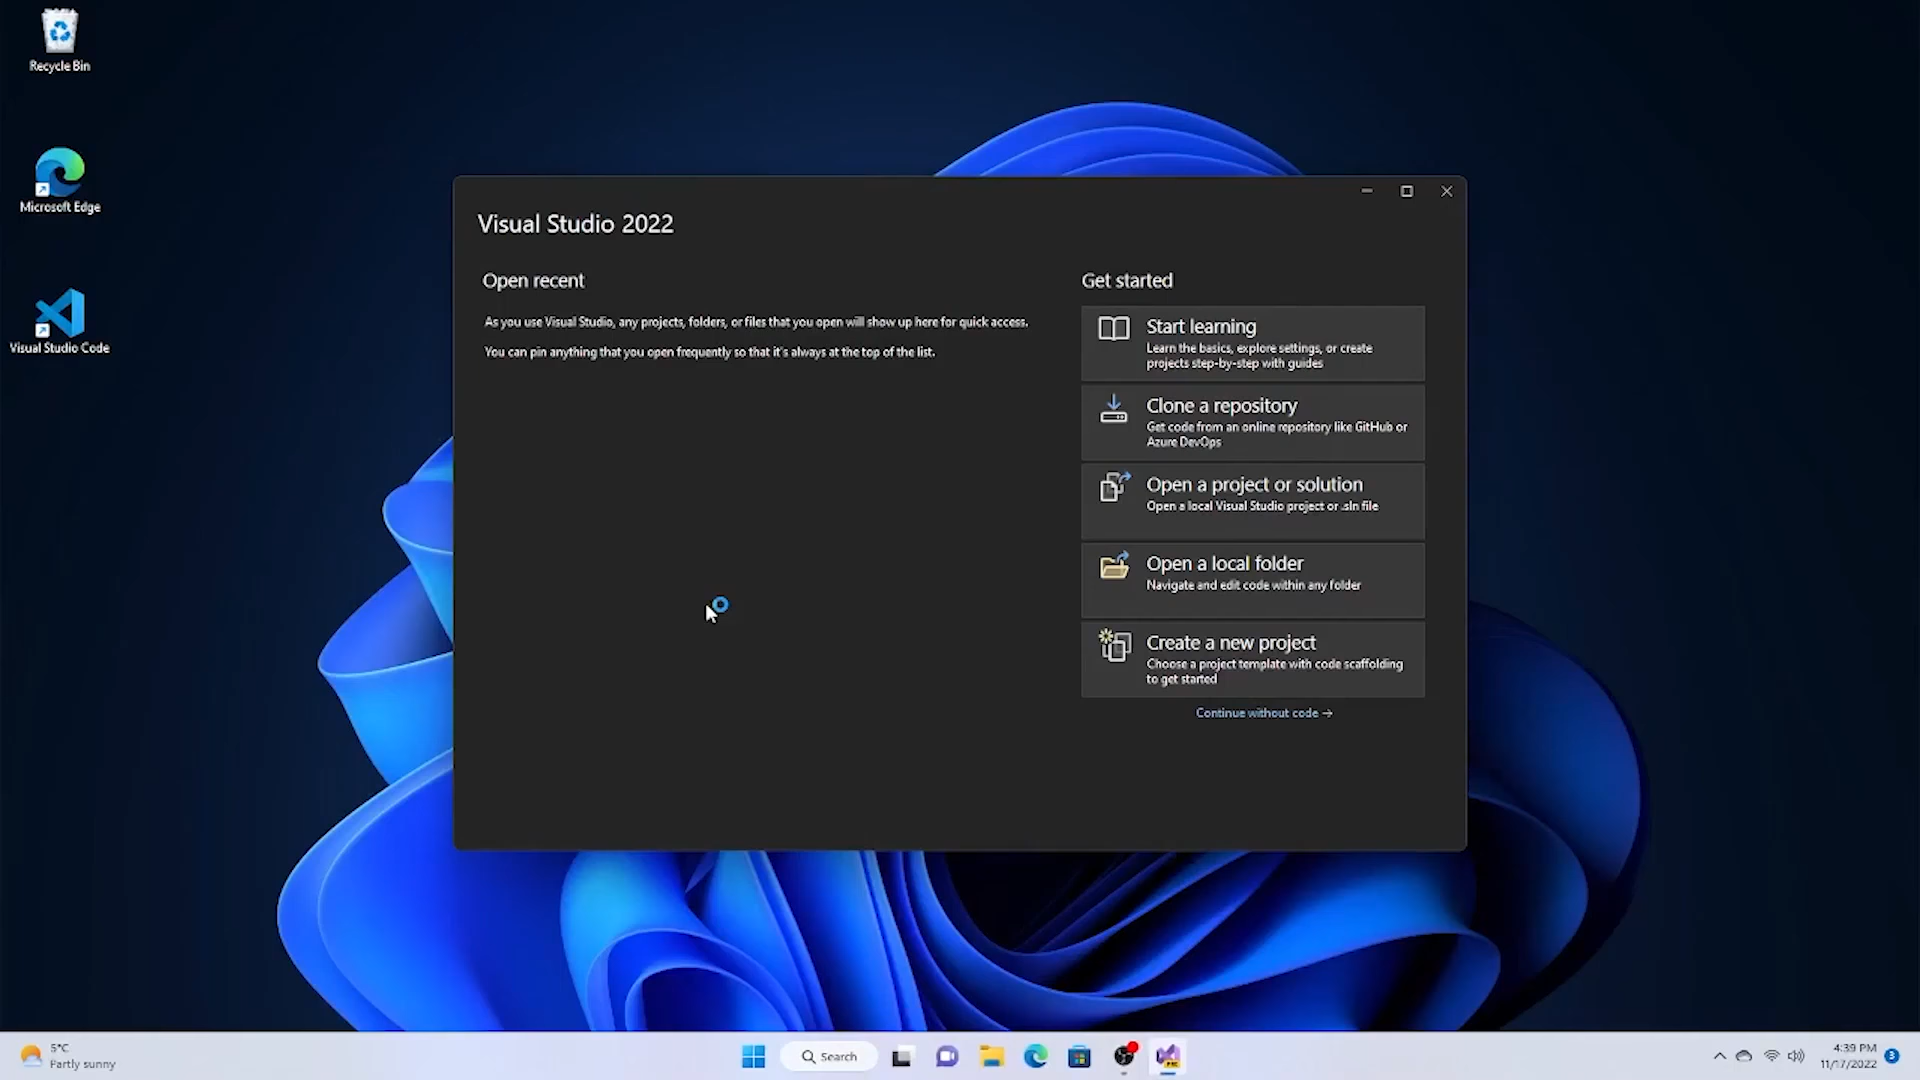 Recycle Bin
Microsoft Edge
Visual Studio Code
Visual Studio 2022
Open recent
As you use Visual Studio, any projects, folders, or files that you open will show up here for quick access.
You can pin anything that you open frequently so that it's always at the top of the list.
Get started
Start learning
Learn the basics, explore settings, or create
projects step-by-step with guides
Clone a repository
Get code from an online repository like GitHub or
Azure DevOps
Open a project or solution
Open a local Visual Studio project or .sln file
Open a local folder
Navigate and edit code within any folder
Create a new project
Choose a project template with code scaffolding
to get started
Continue without code →
5°C
Partly sunny
Search
4:39 PM
11/17/2022
3